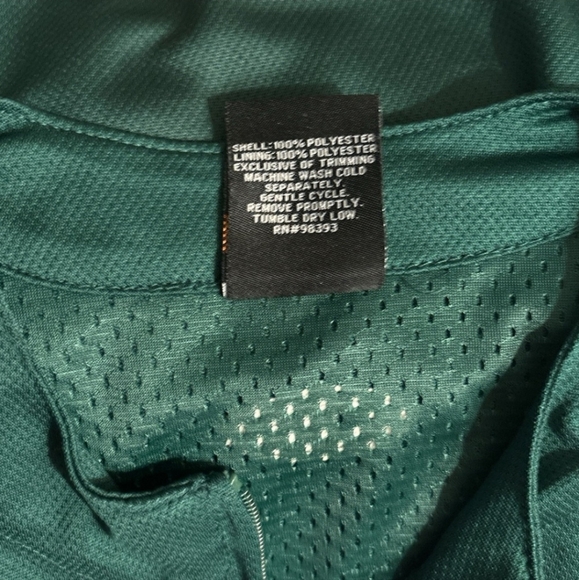 SHELL:100% POLYESTER
LINING:100% POLYESTER
EXCLUSIVE OF TRIMMING
MACHINE WASH COLD
SEPARATELY.
GENTLE CYCLE.
REMOVE PROMPTLY.
TUMBLE DRY LOW.
RN#98393